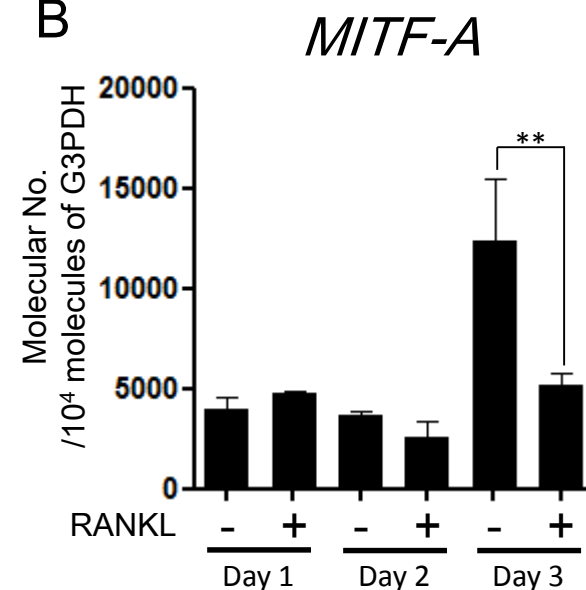 B
MITF-A
Molecular No.
/10⁴ molecules of G3PDH
20000
15000
10000
5000
0
**
RANKL - + - + - +
Day 1 Day 2 Day 3